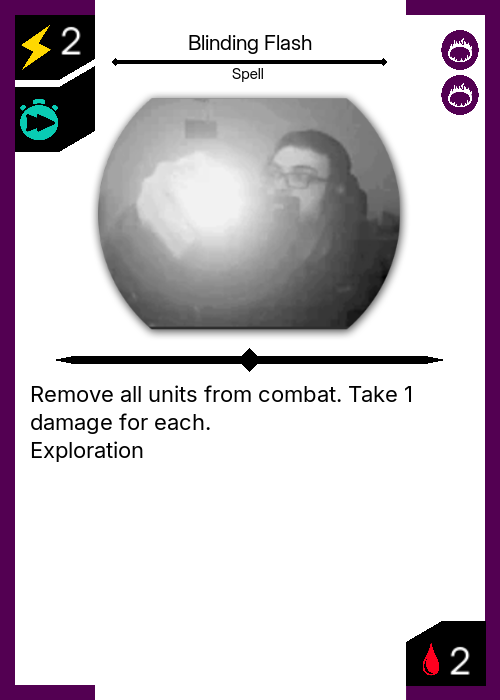 2
Blinding Flash
Spell
Remove all units from combat. Take 1
damage for each.
Exploration
2